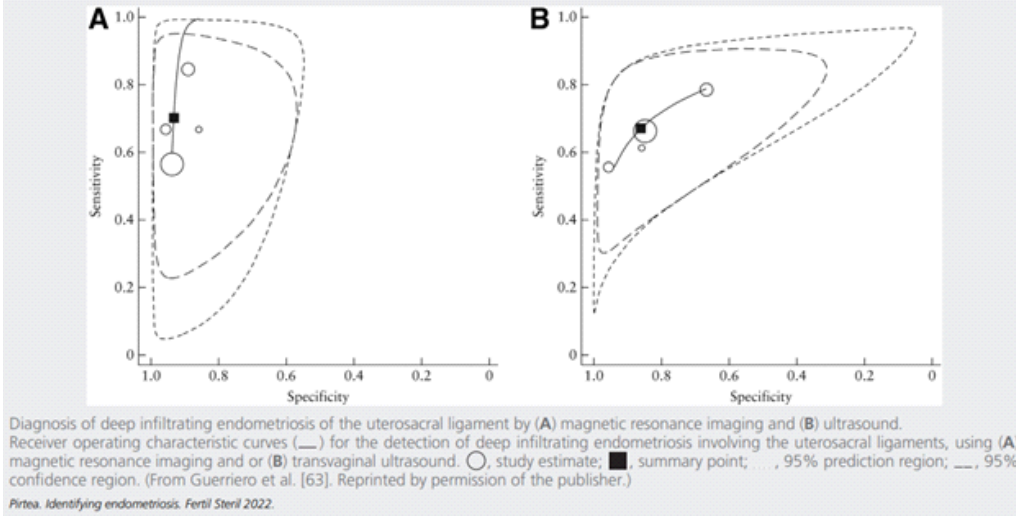 A
B
1.0
0.8
0.6
0.4
0.2
0
Sensitivity
1.0 0.8 0.6 0.4 0.2 0
Specificity
1.0
0.8
0.6
0.4
0.2
0
Sensitivity
1.0 0.8 0.6 0.4 0.2 0
Specificity
Diagnosis of deep infiltrating endometriosis of the uterosacral ligament by (A) magnetic resonance imaging and (B) ultrasound.
Receiver operating characteristic curves (__) for the detection of deep infiltrating endometriosis involving the uterosacral ligaments, using (A)
magnetic resonance imaging and or (B) transvaginal ultrasound. ◯, study estimate; ■, summary point; ...., 95% prediction region; __, 95%
confidence region. (From Guerriero et al. [63]. Reprinted by permission of the publisher.)
Pirtea. Identifying endometriosis. Fertil Steril 2022.